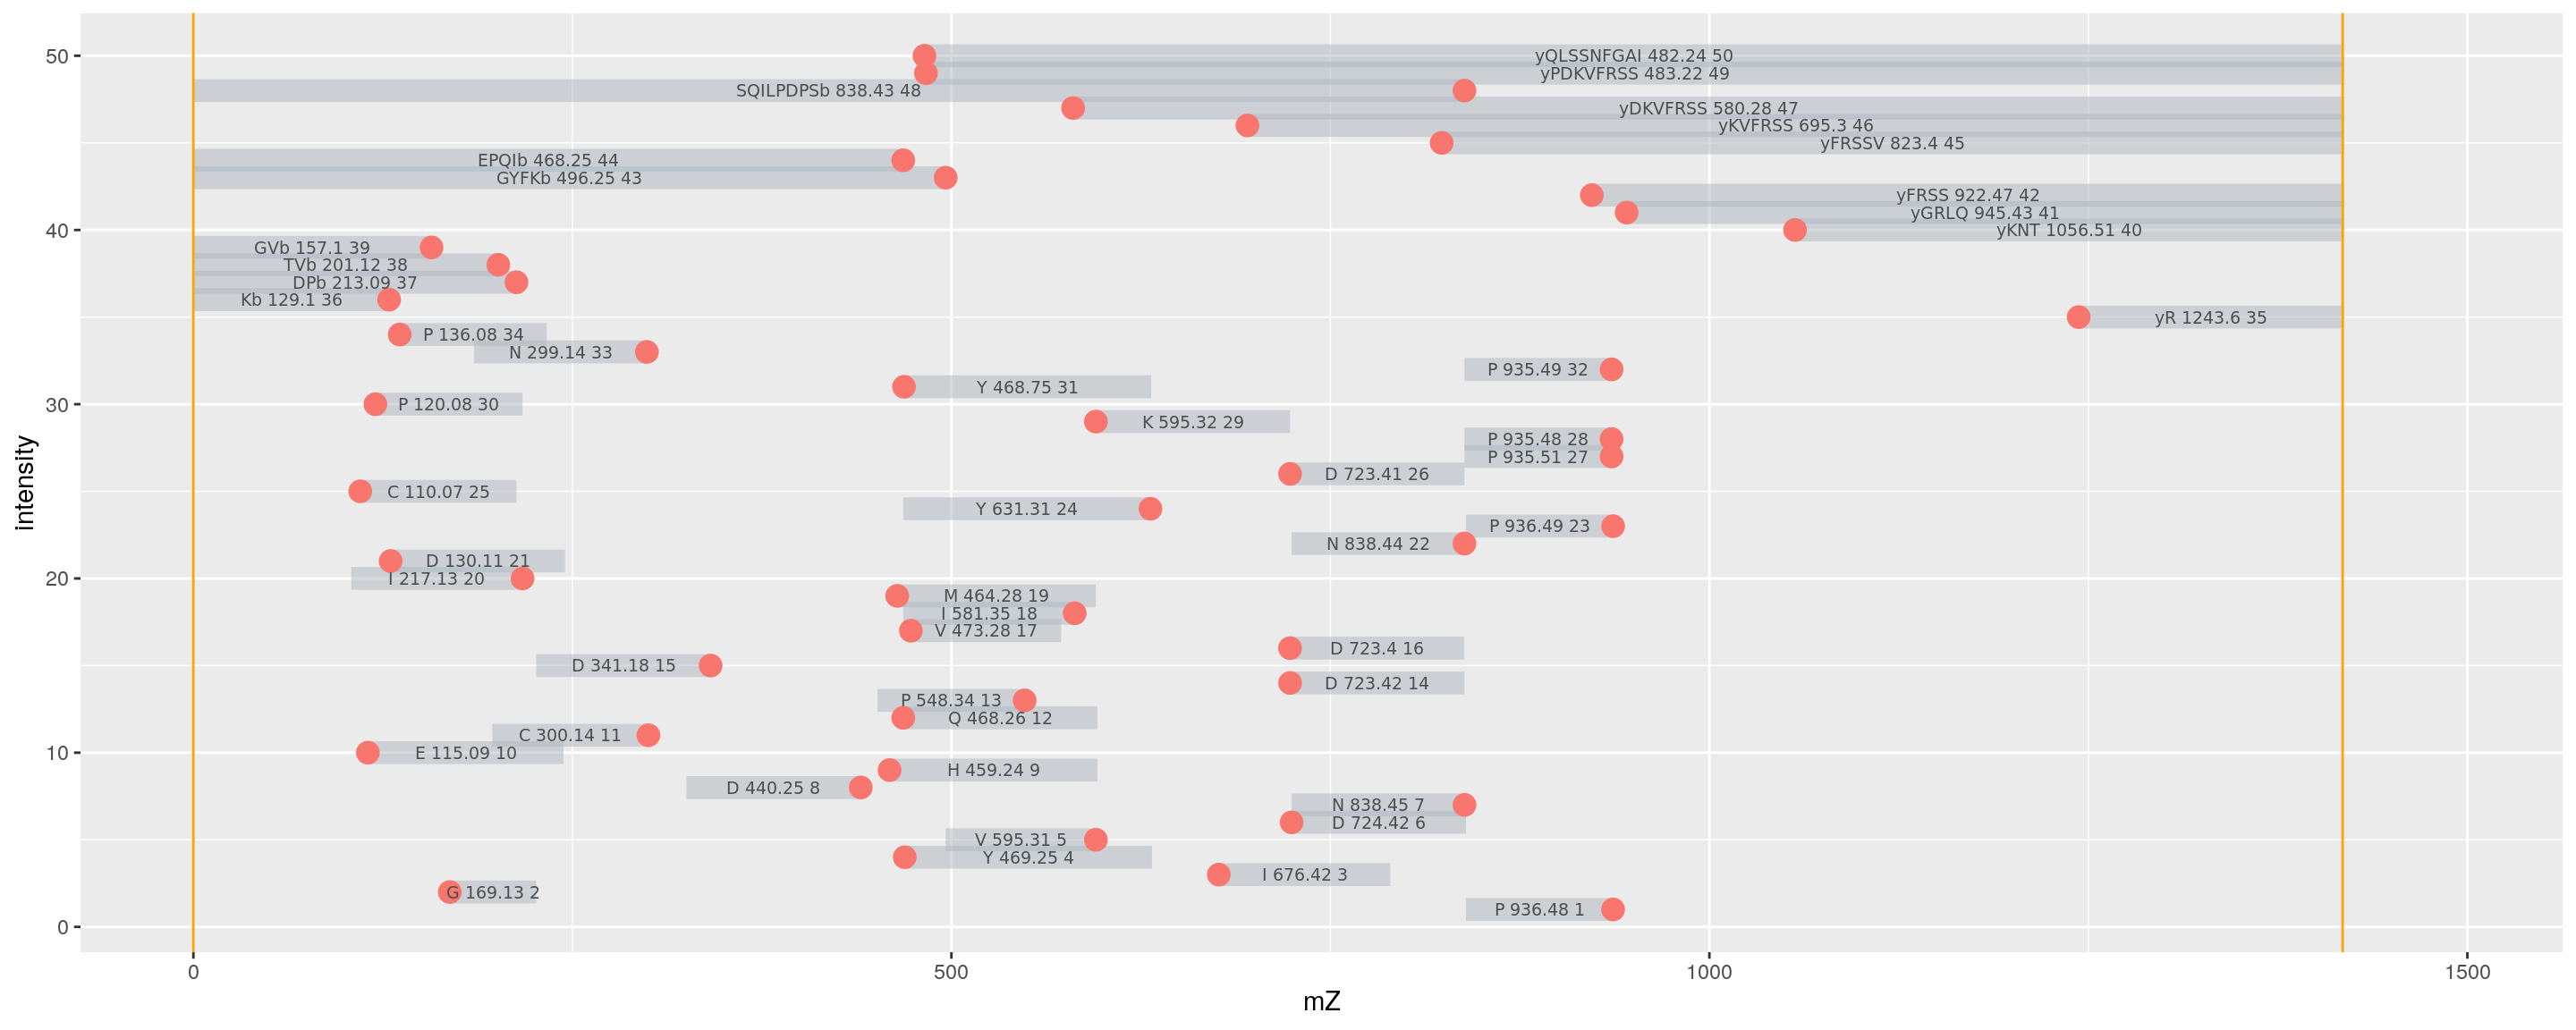 50
yQLSSNFGAI 482.24 50
yPDKVFRSS 483.22 49
SQILPDPSb 838.43 48
yDKVFRSS 580.28 47
yKVFRSS 695.3 46
yFRSSV 823.4 45
EPQIb 468.25 44
GYFKb 496.25 43
yFRSS 922.47 42
yGRLQ 945.43 41
40
yKNT 1056.51 40
GVb 157.1 39
TVb 201.12 38
DPb 213.09 37
Kb 129.1 36
yR 1243.6 35
P 136.08 34
N 299.14 33
P 935.49 32
Y 468.75 31
30
P 120.08 30
K 595.32 29
P 935.48 28
P 935.51 27
D 723.41 26
C 110.07 25
Y 631.31 24
P 936.49 23
N 838.44 22
D 130.11 21
20
I 217.13 20
M 464.28 19
I 581.35 18
V 473.28 17
D 723.4 16
D 341.18 15
D 723.42 14
P 548.34 13
Q 468.26 12
C 300.14 11
10
E 115.09 10
H 459.24 9
D 440.25 8
N 838.45 7
D 724.42 6
V 595.31 5
Y 469.25 4
I 676.42 3
G 169.13 2
P 936.48 1
0
intensity
0 500 1000 1500
mZ